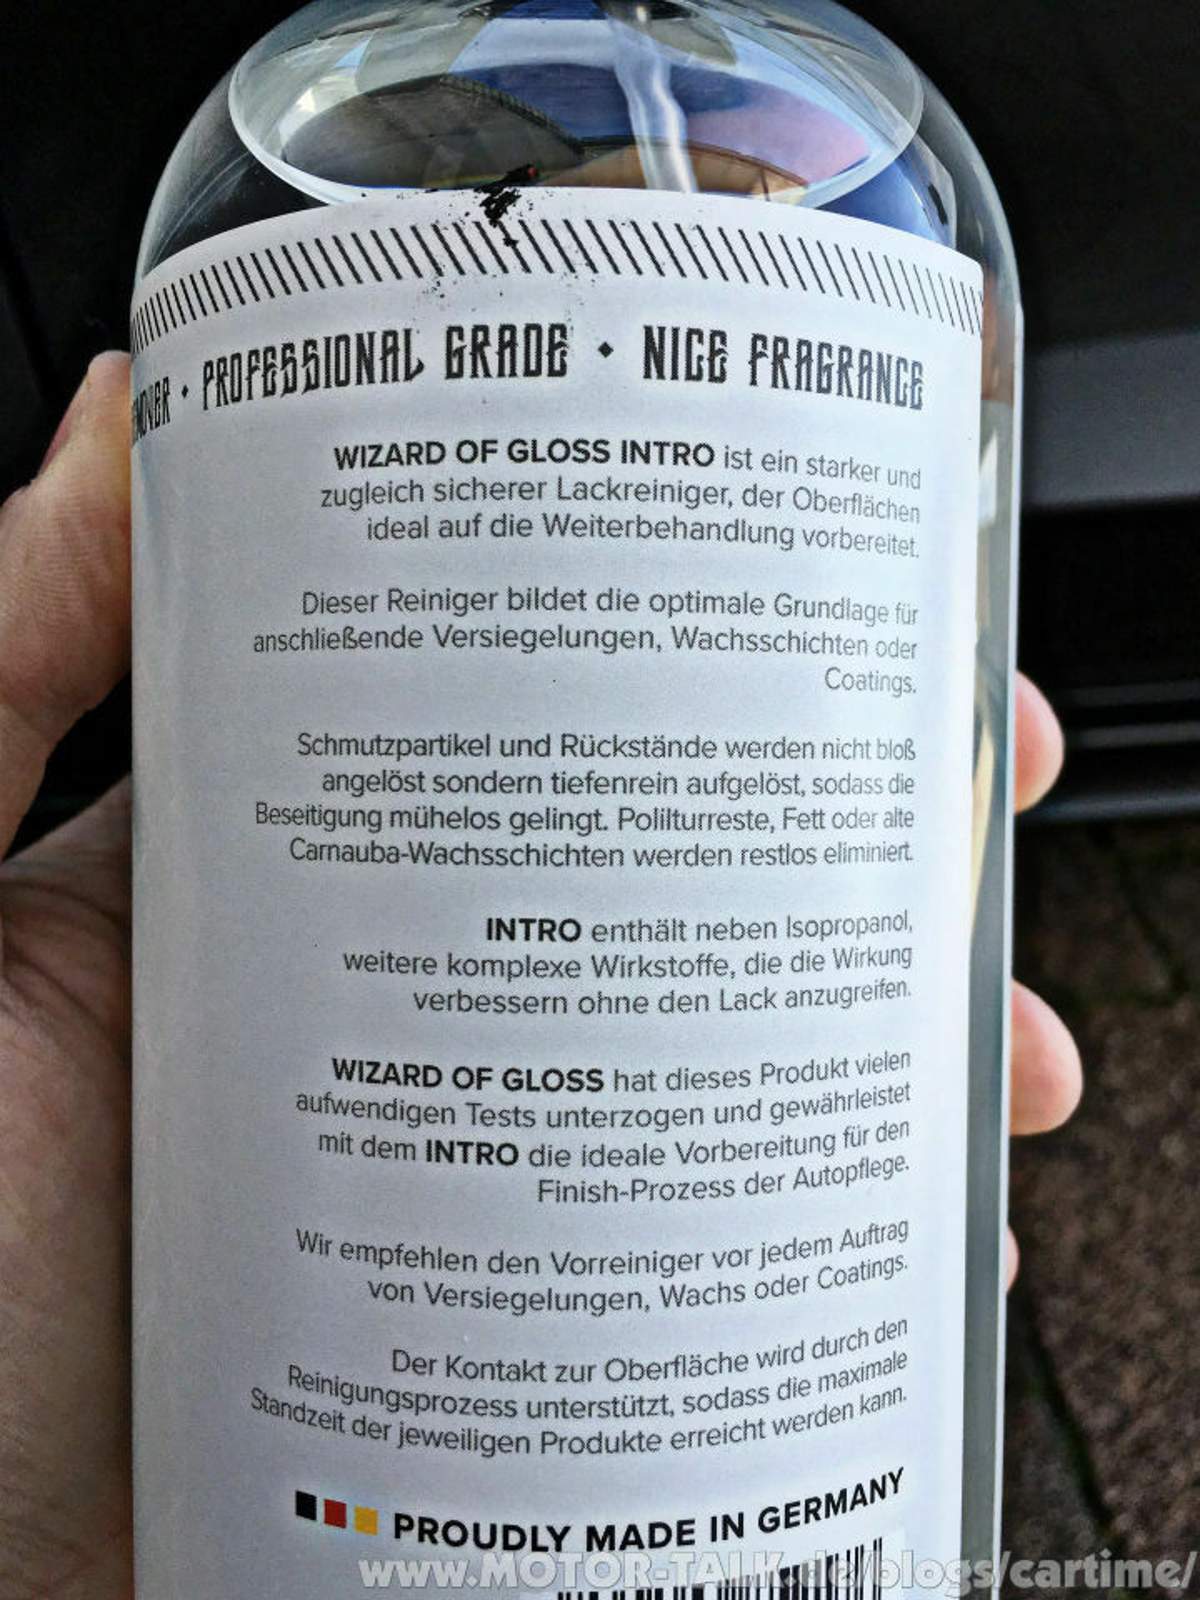 PROFESSIONAL GRADE • NICE FRAGRANCE
WIZARD OF GLOSS INTRO ist ein starker und
zugleich sicherer Lackreiniger, der Oberflächen
ideal auf die Weiterbehandlung vorbereitet.
Dieser Reiniger bildet die optimale Grundlage für
anschließende Versiegelungen, Wachsschichten oder
Coatings.
Schmutzpartikel und Rückstände werden nicht bloß
angelöst sondern tiefenrein aufgelöst, sodass die
Beseitigung mühelos gelingt. Polilturreste, Fett oder alte
Carnauba-Wachsschichten werden restlos eliminiert.
INTRO enthält neben Isopropanol,
weitere komplexe Wirkstoffe, die die Wirkung
verbessern ohne den Lack anzugreifen.
WIZARD OF GLOSS hat dieses Produkt vielen
aufwendigen Tests unterzogen und gewährleistet
mit dem INTRO die ideale Vorbereitung für den
Finish-Prozess der Autopflege.
Wir empfehlen den Vorreiniger vor jedem Auftrag
von Versiegelungen, Wachs oder Coatings.
Der Kontakt zur Oberfläche wird durch den
Reinigungsprozess unterstützt, sodass die maximale
Standzeit der jeweiligen Produkte erreicht werden kann.
PROUDLY MADE IN GERMANY
www.MOTOR-TALK.de/blogs/cartime/